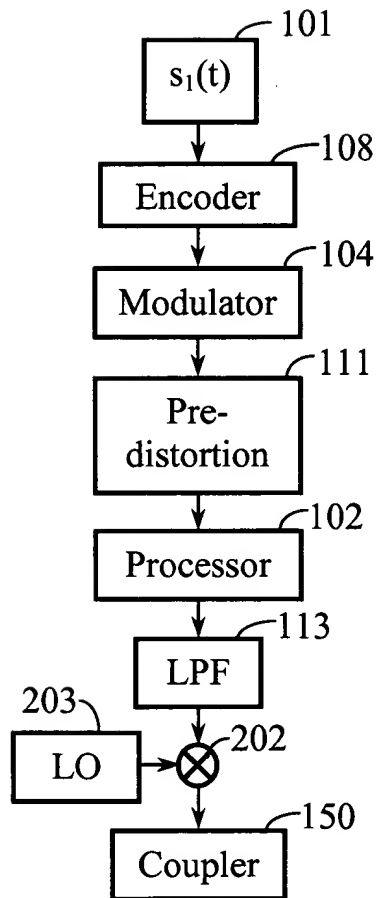 101
s₁(t)
108
Encoder
104
Modulator
111
Pre-
distortion
102
Processor
113
LPF
203
LO
202
150
Coupler